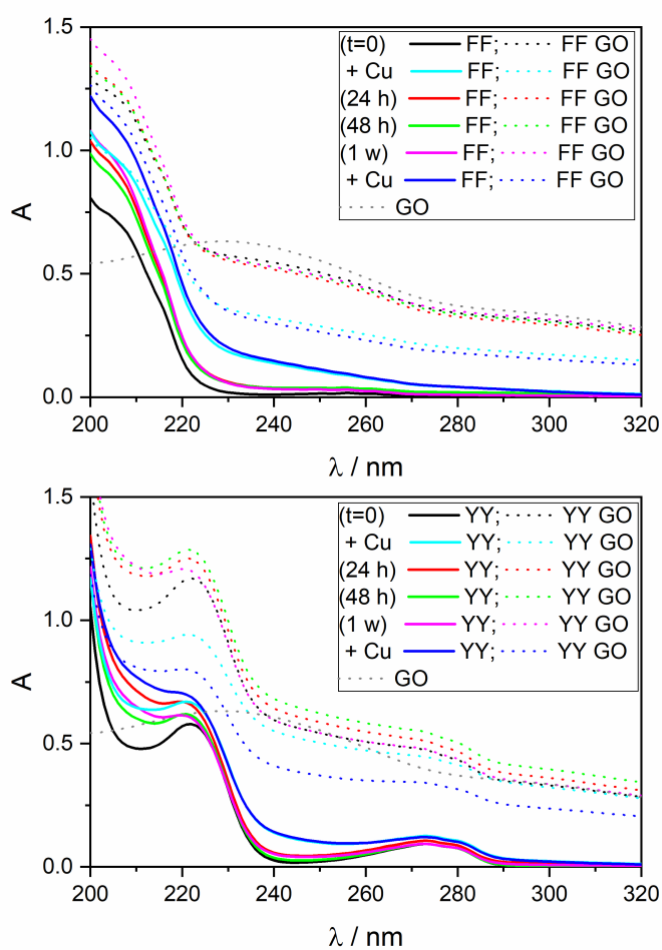 1.5
1.0
0.5
0.0
A
(t=0) FF; FF GO
+ Cu FF; FF GO
(24 h) FF; FF GO
(48 h) FF; FF GO
(1 w) FF; FF GO
+ Cu FF; FF GO
GO
200 220 240 260 280 300 320
λ / nm
1.5
1.0
0.5
0.0
A
(t=0) YY; YY GO
+ Cu YY; YY GO
(24 h) YY; YY GO
(48 h) YY; YY GO
(1 w) YY; YY GO
+ Cu YY; YY GO
GO
200 220 240 260 280 300 320
λ / nm